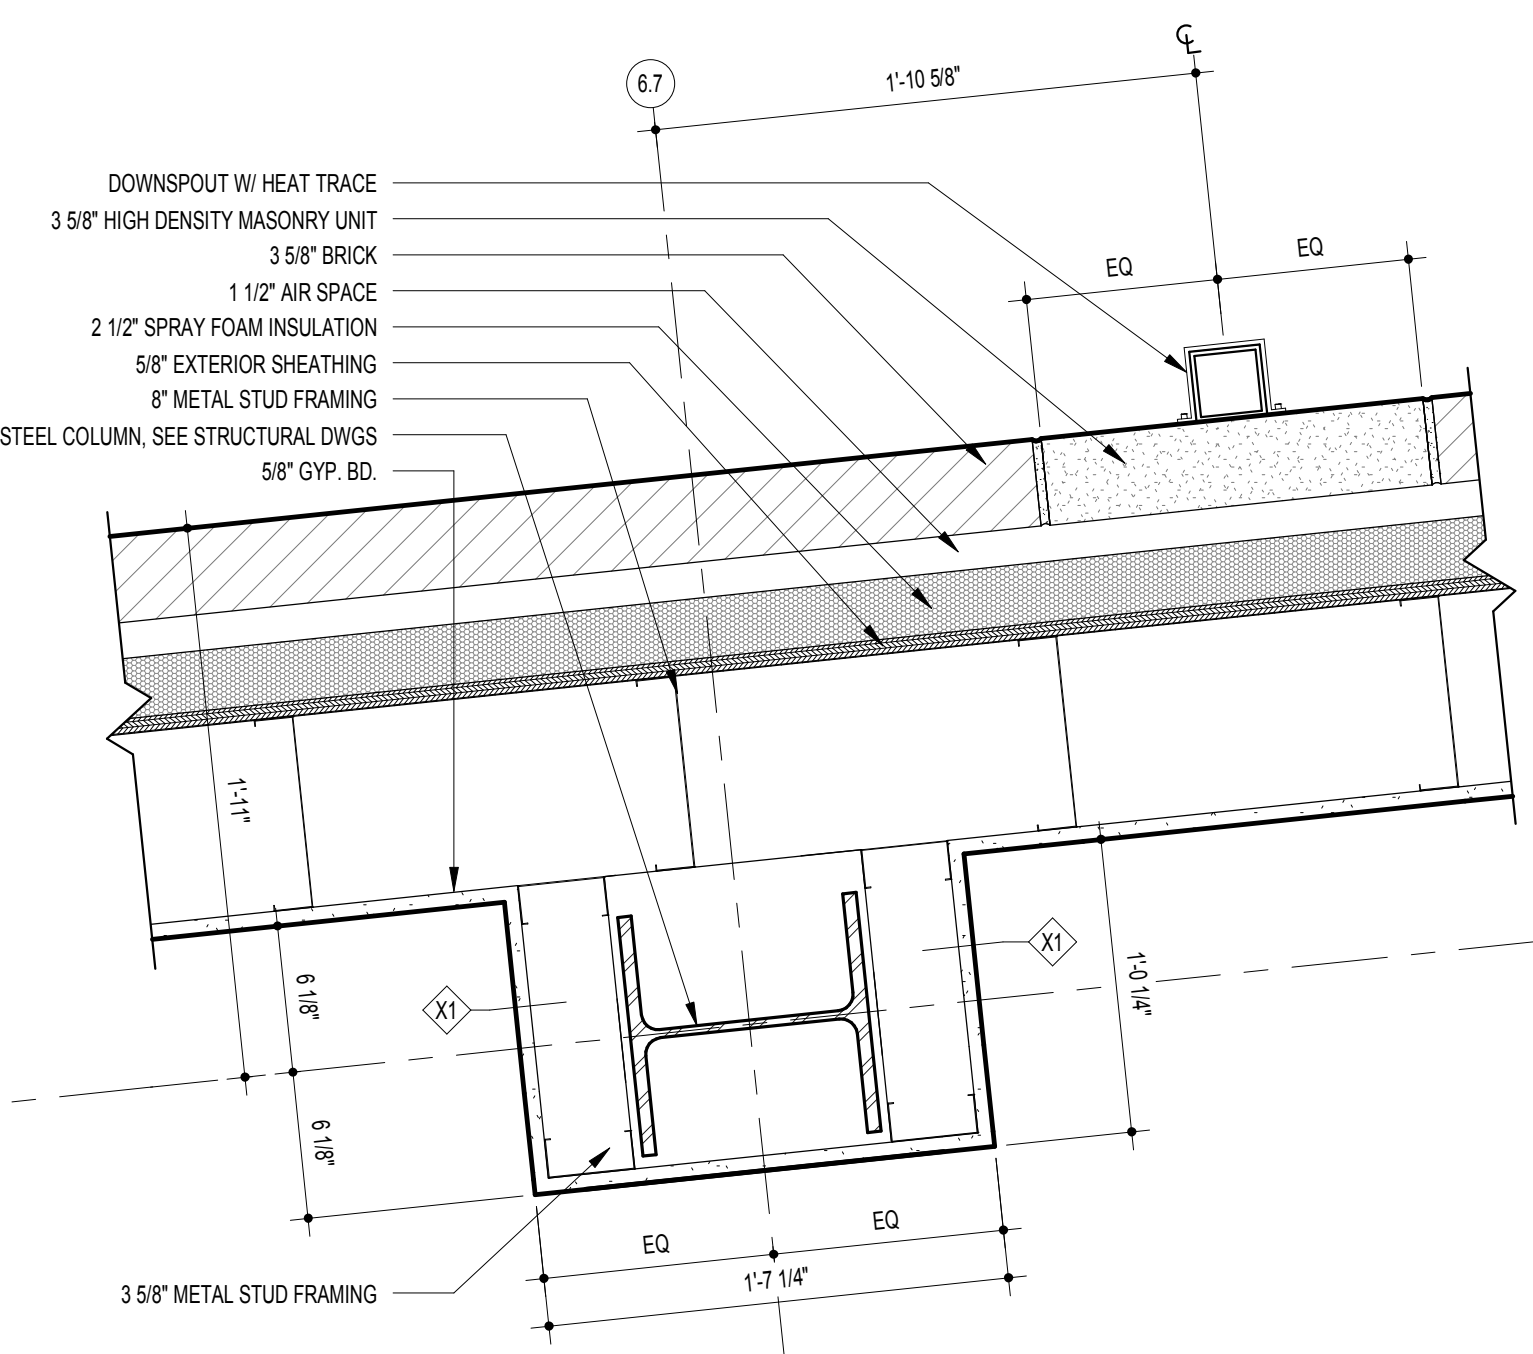 ℄
6.7
1'-10 5/8"
DOWNSPOUT W/ HEAT TRACE
3 5/8" HIGH DENSITY MASONRY UNIT
3 5/8" BRICK
1 1/2" AIR SPACE
2 1/2" SPRAY FOAM INSULATION
5/8" EXTERIOR SHEATHING
8" METAL STUD FRAMING
STEEL COLUMN, SEE STRUCTURAL DWGS
5/8" GYP. BD.
EQ
EQ
1'-11"
6 1/8"
6 1/8"
X1
X1
1'-0 1/4"
EQ
EQ
1'-7 1/4"
3 5/8" METAL STUD FRAMING